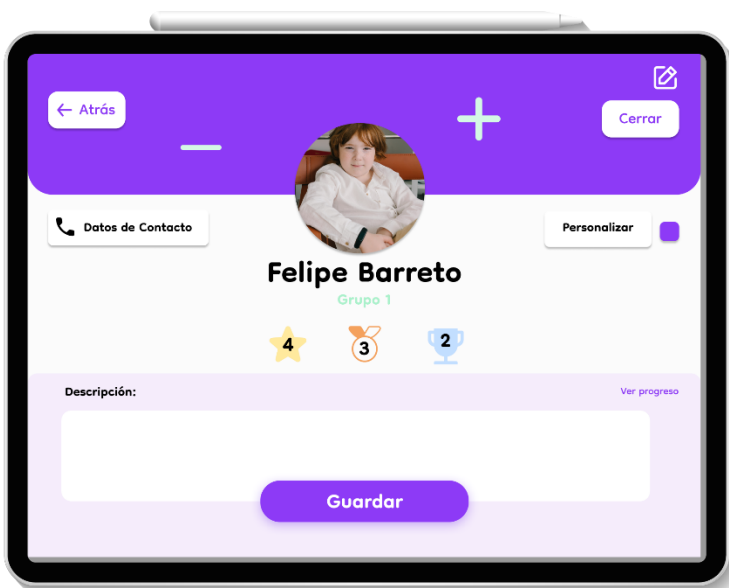 ← Atrás
Cerrar
Datos de Contacto
Personalizar
Felipe Barreto
Grupo 1
4
3
2
Descripción:
Ver progreso
Guardar